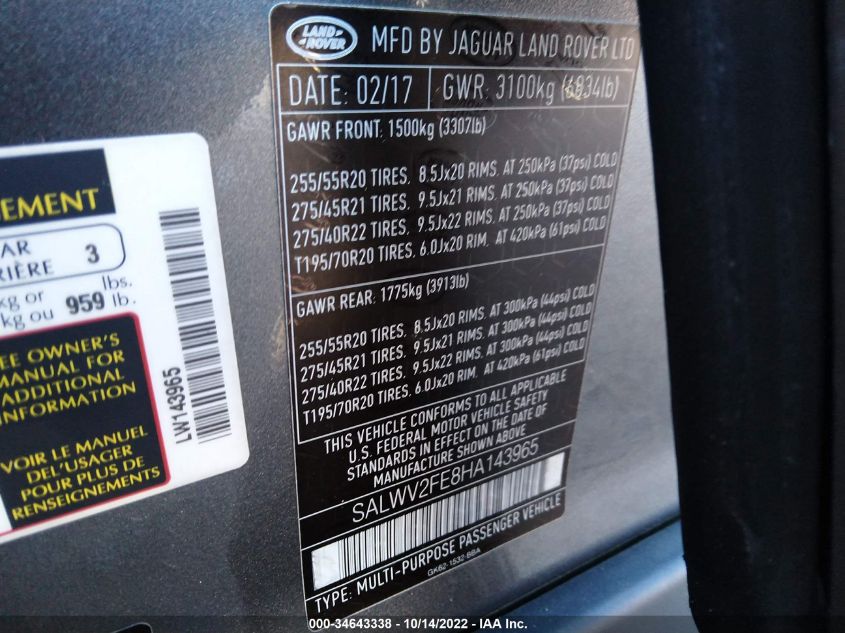 EMENT
AR
RIÈRE 3
kg or lbs.
kg ou 959 lb.
EE OWNER'S
MANUAL FOR
ADDITIONAL
INFORMATION
VOIR LE MANUEL
DEL'USAGER
POUR PLUS DE
RENSEIGNEMENTS
LW143965
LAND ROVER
MFD BY JAGUAR LAND ROVER LTD
DATE: 02/17 GWR: 3100kg (6834lb)
GAWR FRONT: 1500kg (3307lb)
255/55R20 TIRES, 8.5Jx20 RIMS, AT 250kPa (37psi) COLD
275/45R21 TIRES, 9.5Jx21 RIMS, AT 250kPa (37psi) COLD
275/40R22 TIRES, 9.5Jx22 RIMS, AT 250kPa (37psi) COLD
T195/70R20 TIRES, 6.0Jx20 RIM, AT 420kPa (61psi) COLD
GAWR REAR: 1775kg (3913lb)
255/55R20 TIRES, 8.5Jx20 RIMS, AT 300kPa (44psi) COLD
275/45R21 TIRES, 9.5Jx21 RIMS, AT 300kPa (44psi) COLD
275/40R22 TIRES, 9.5Jx22 RIMS, AT 300kPa (44psi) COLD
T195/70R20 TIRES, 6.0Jx20 RIM, AT 420kPa (61psi) COLD
THIS VEHICLE CONFORMS TO ALL APPLICABLE
U.S. FEDERAL MOTOR VEHICLE SAFETY
STANDARDS IN EFFECT ON THE DATE OF
MANUFACTURE SHOWN ABOVE
SALWV2FE8HA143965
TYPE: MULTI-PURPOSE PASSENGER VEHICLE
GK62-1532-BBA
000-34643338 - 10/14/2022 - IAA Inc.